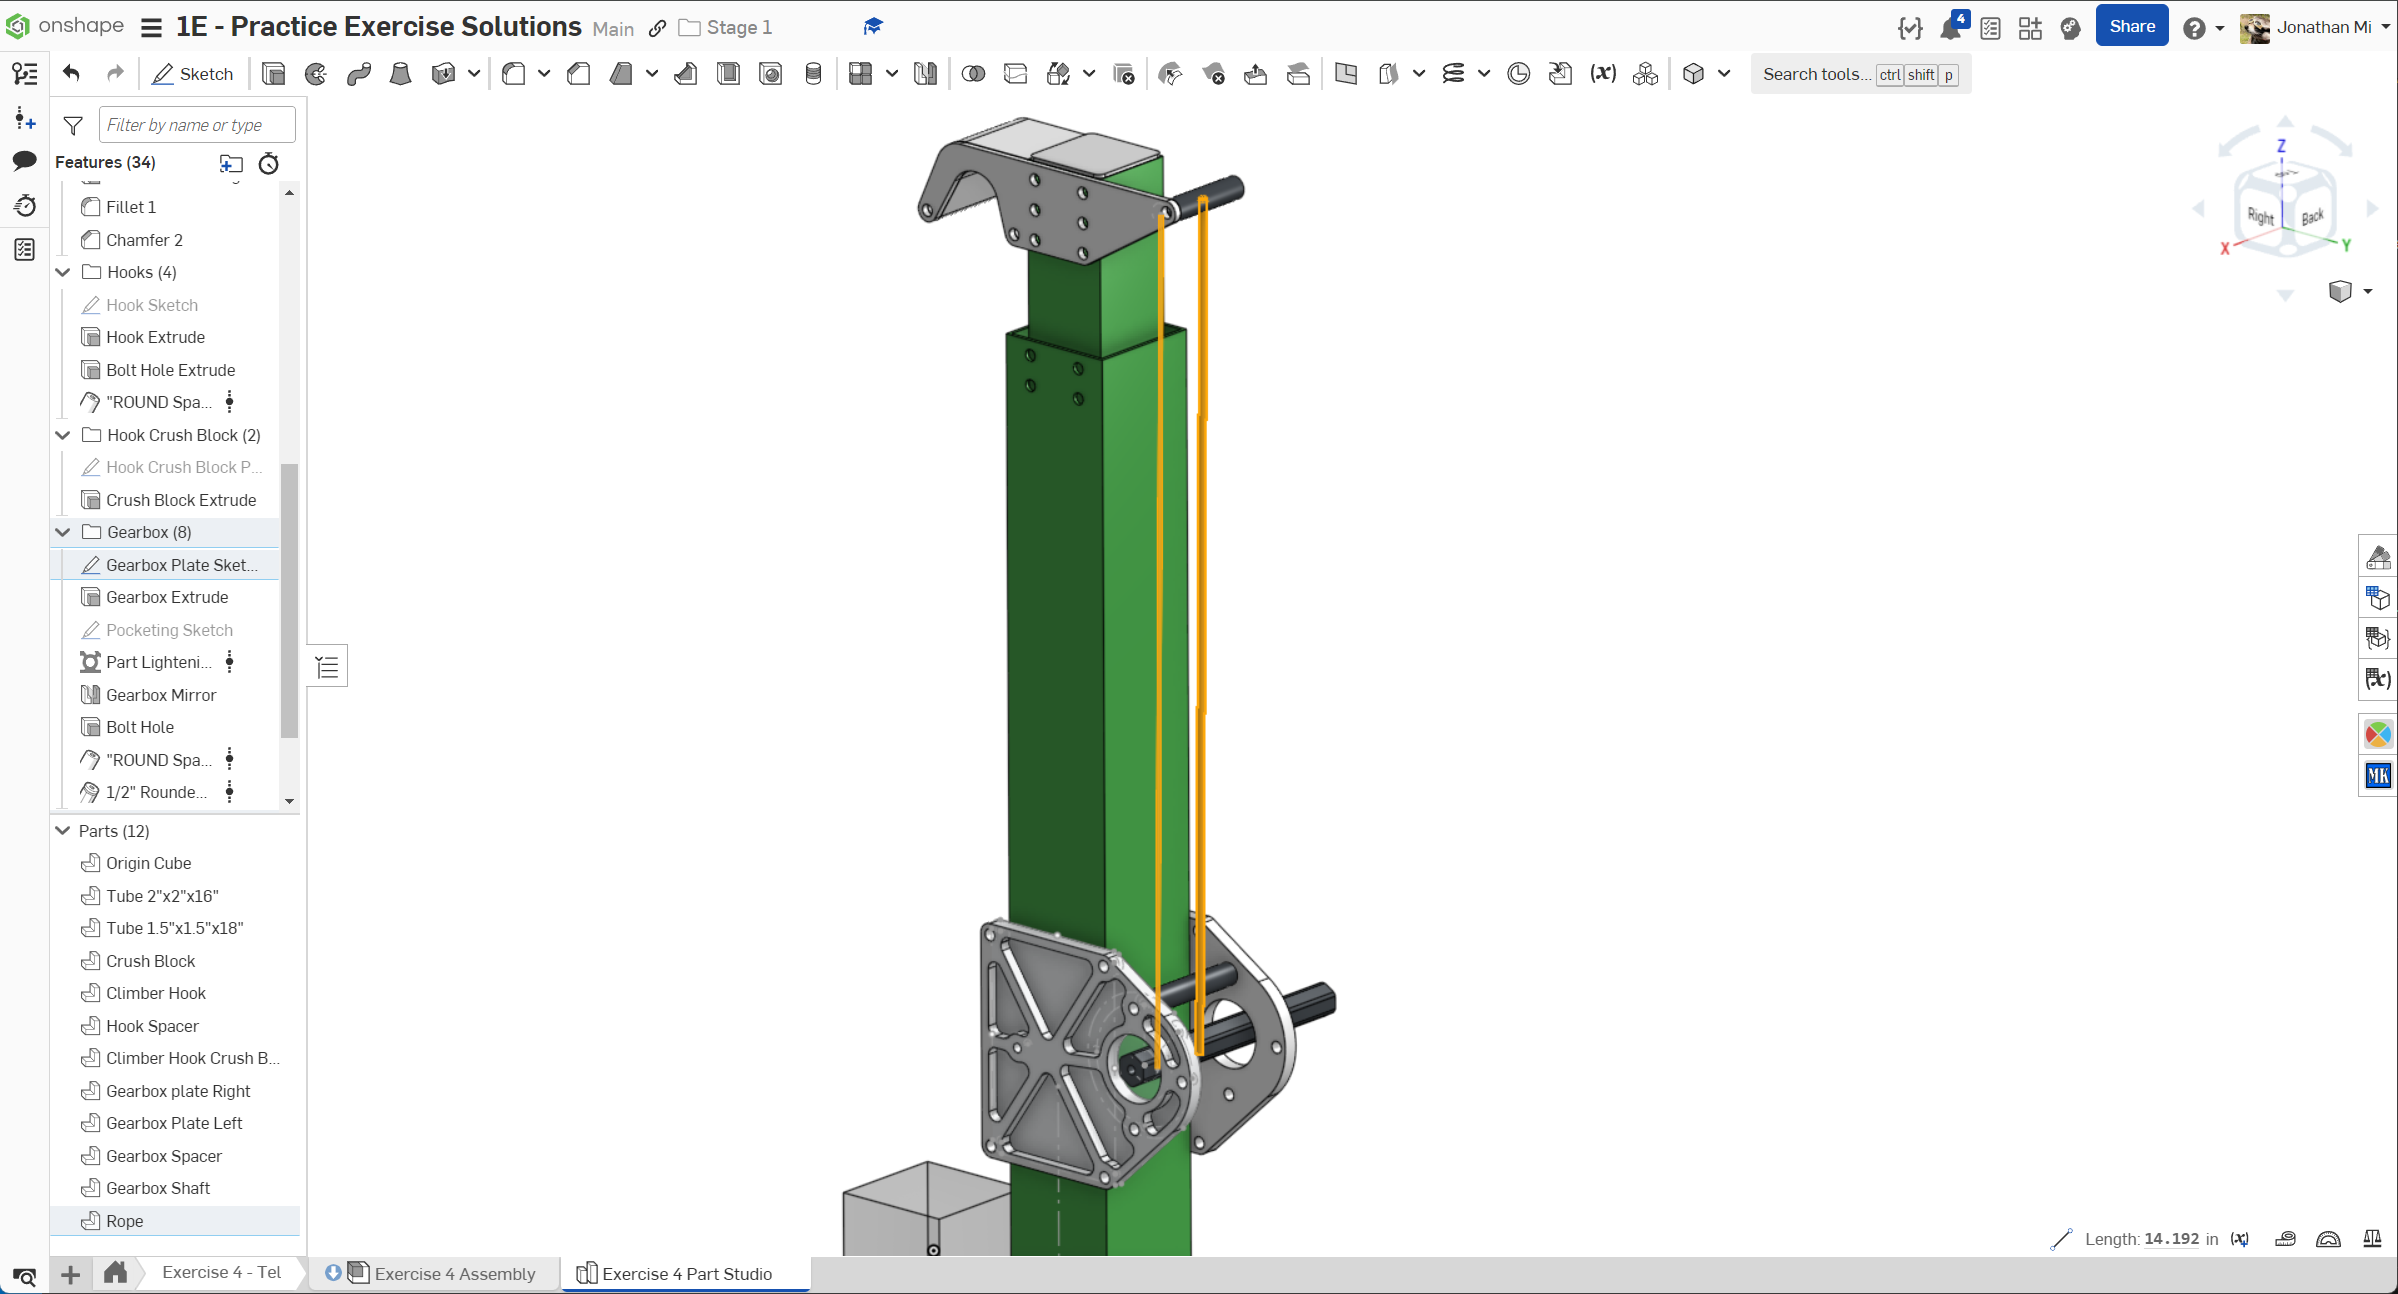 onshape
1E - Practice Exercise Solutions Main Stage 1
4
Share
Jonathan Mi
Sketch
(x)
Search tools... ctrl shift p
Filter by name or type
Features (34)
Fillet 1
Chamfer 2
Hooks (4)
Hook Sketch
Hook Extrude
Bolt Hole Extrude
"ROUND Spa...
Hook Crush Block (2)
Hook Crush Block P...
Crush Block Extrude
Gearbox (8)
Gearbox Plate Sket...
Gearbox Extrude
Pocketing Sketch
Part Lighteni...
Gearbox Mirror
Bolt Hole
"ROUND Spa...
1/2" Rounde...
Parts (12)
Origin Cube
Tube 2"x2"x16"
Tube 1.5"x1.5"x18"
Crush Block
Climber Hook
Hook Spacer
Climber Hook Crush B...
Gearbox plate Right
Gearbox Plate Left
Gearbox Spacer
Gearbox Shaft
Rope
Z
Right
Back
X
Y
(x)
MK
Length: 14.192 in
Exercise 4 - Tel
Exercise 4 Assembly
Exercise 4 Part Studio